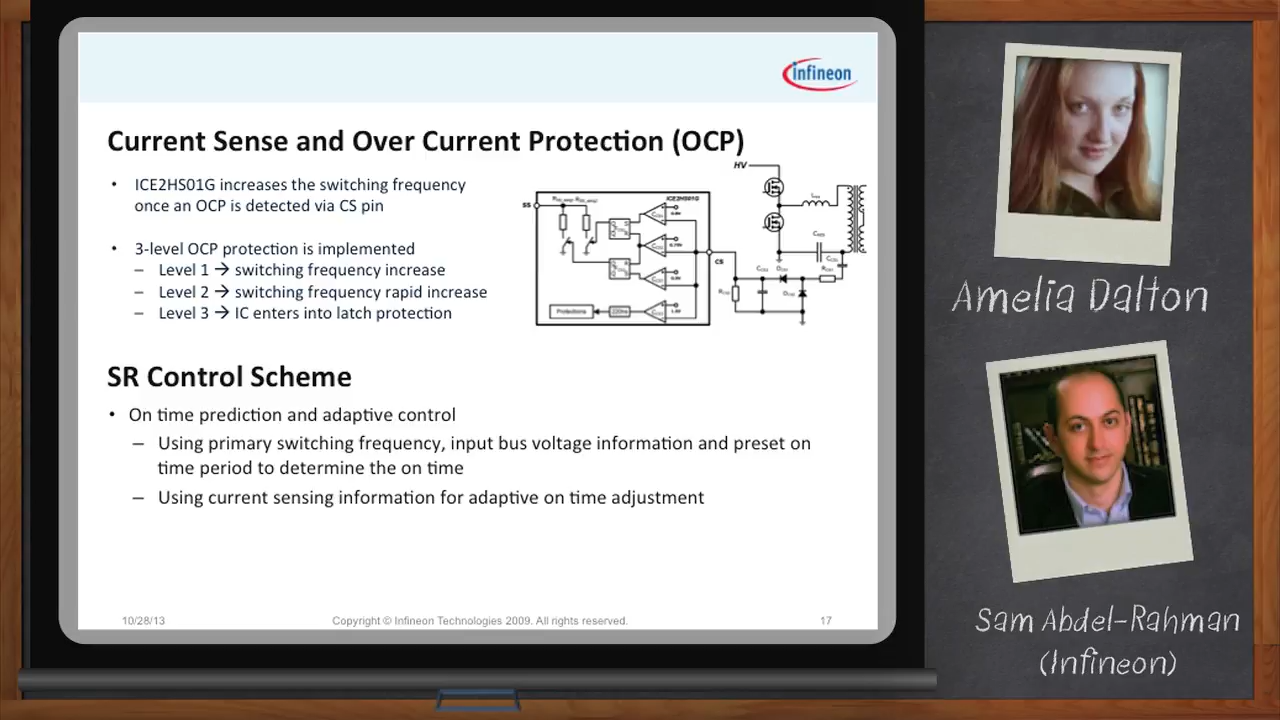 infineon
Current Sense and Over Current Protection (OCP)
• ICE2HS01G increases the switching frequency
once an OCP is detected via CS pin
• 3-level OCP protection is implemented
– Level 1 → switching frequency increase
– Level 2 → switching frequency rapid increase
– Level 3 → IC enters into latch protection
HV
SS
ICE2HS01G
CS
Protections
SR Control Scheme
• On time prediction and adaptive control
– Using primary switching frequency, input bus voltage information and preset on
time period to determine the on time
– Using current sensing information for adaptive on time adjustment
10/28/13 Copyright © Infineon Technologies 2009. All rights reserved. 17
Amelia Dalton
Sam Abdel-Rahman
(Infineon)